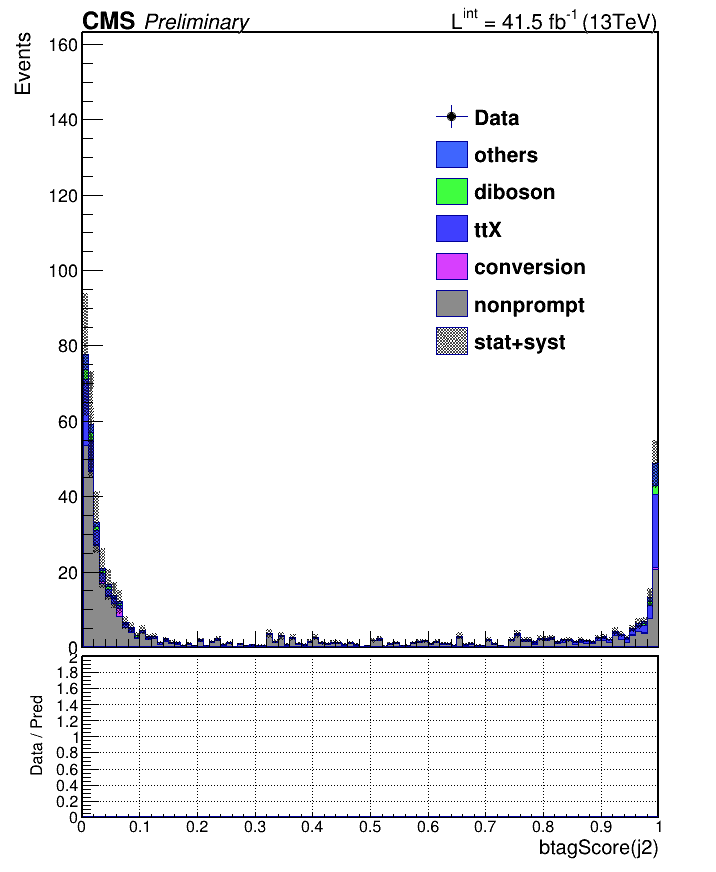 CMS Preliminary L^int = 41.5 fb^-1 (13TeV)
Events
160
140
120
100
80
60
40
20
0
Data
others
diboson
ttX
conversion
nonprompt
stat+syst
Data / Pred
2
1.8
1.6
1.4
1.2
1
0.8
0.6
0.4
0.2
0
0 0.1 0.2 0.3 0.4 0.5 0.6 0.7 0.8 0.9 1
btagScore(j2)